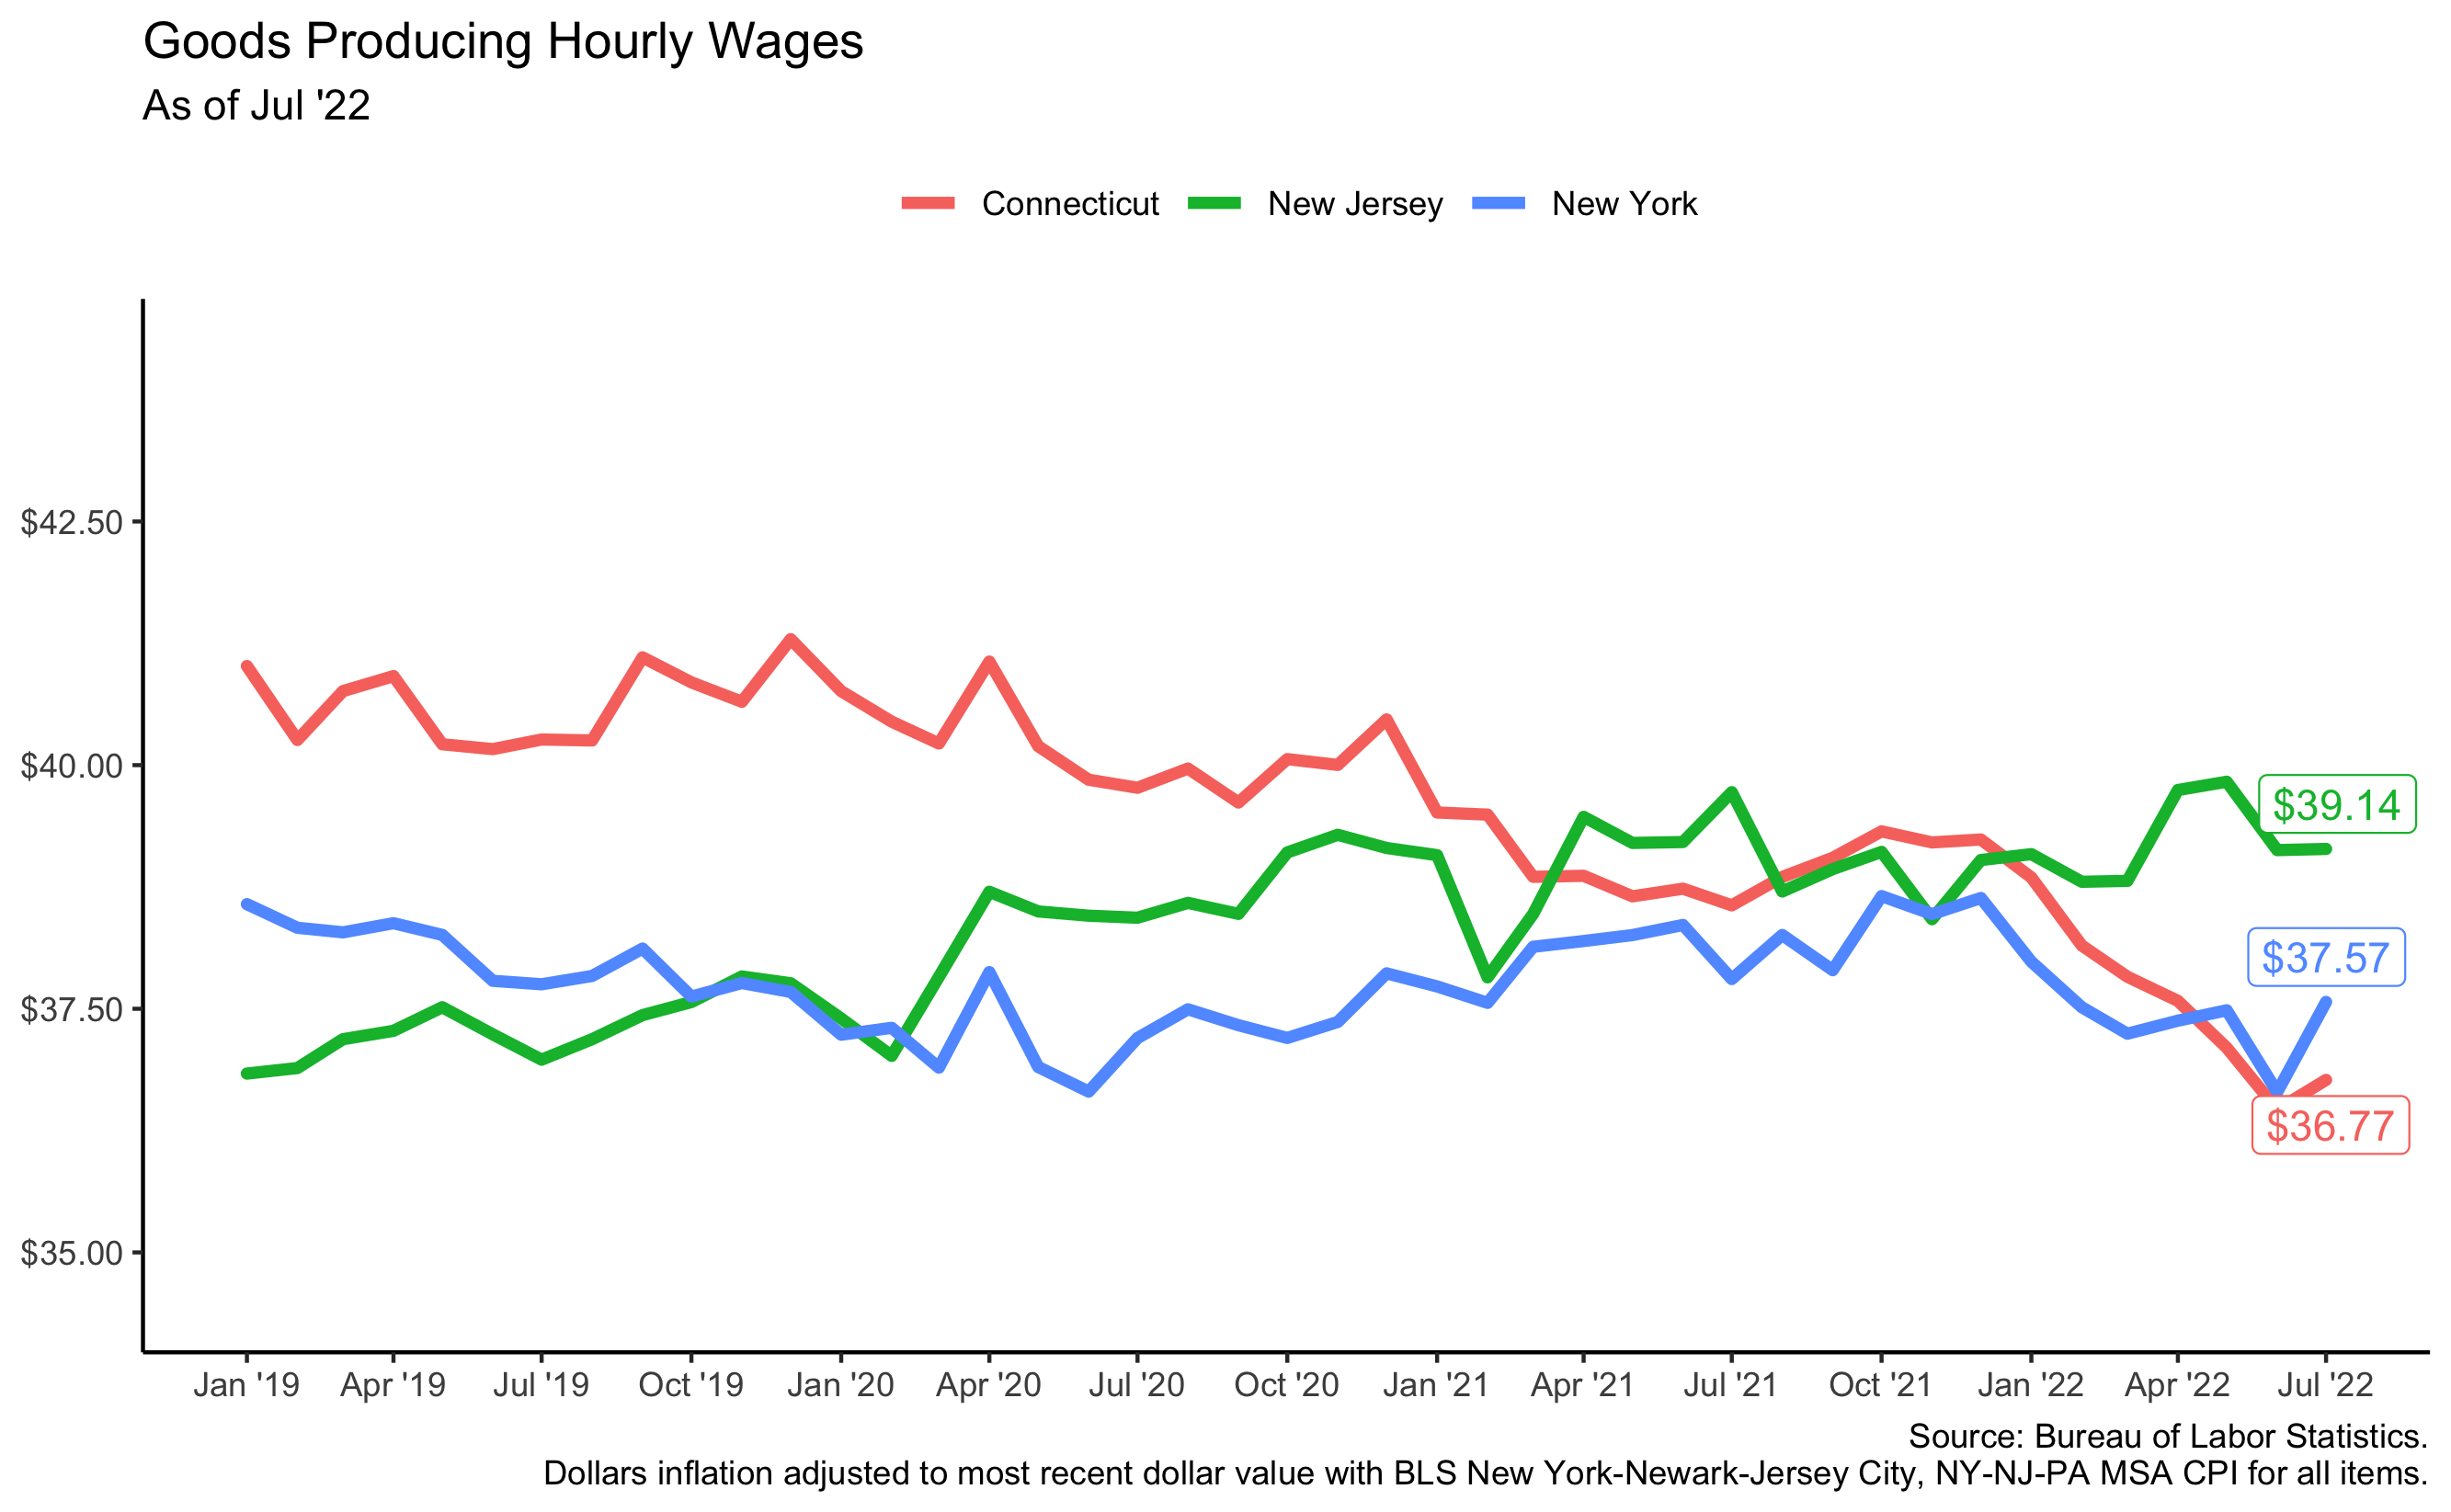 Goods Producing Hourly Wages
As of Jul '22
Connecticut New Jersey New York
$42.50
$40.00
$37.50
$35.00
$39.14
$37.57
$36.77
Jan '19 Apr '19 Jul '19 Oct '19 Jan '20 Apr '20 Jul '20 Oct '20 Jan '21 Apr '21 Jul '21 Oct '21 Jan '22 Apr '22 Jul '22
Source: Bureau of Labor Statistics.
Dollars inflation adjusted to most recent dollar value with BLS New York-Newark-Jersey City, NY-NJ-PA MSA CPI for all items.